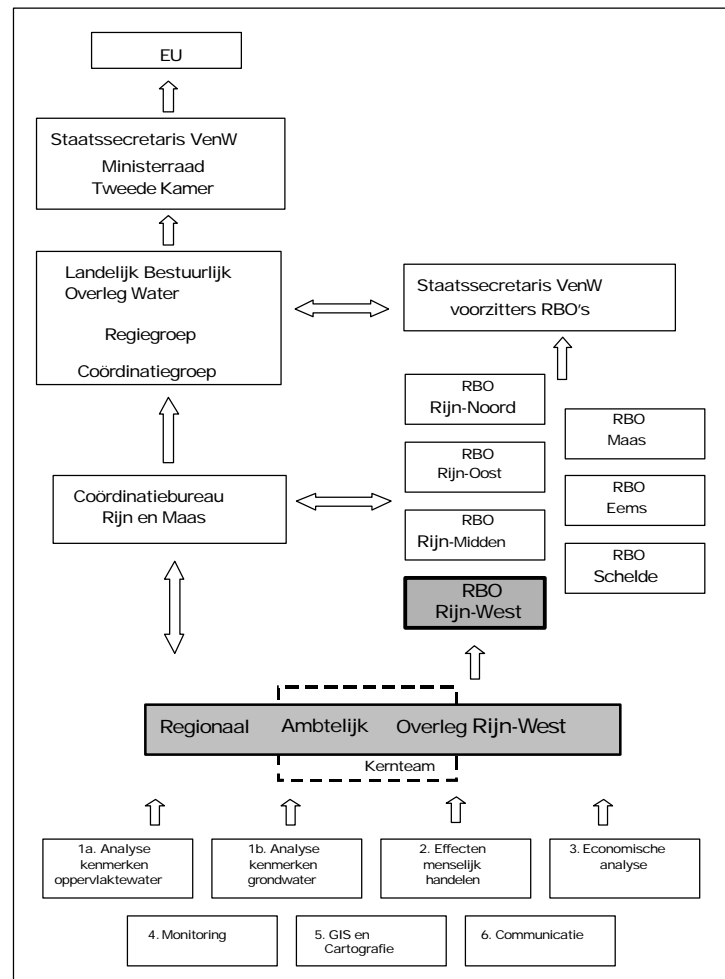 EU
Staatssecretaris VenW
Ministerraad
Tweede Kamer
Landelijk Bestuurlijk
Overleg Water
Regiegroep
Coördinatiegroep
Staatssecretaris VenW
voorzitters RBO's
RBO
Rijn-Noord
RBO
Maas
RBO
Rijn-Oost
RBO
Eems
RBO
Rijn-Midden
RBO
Schelde
RBO
Rijn-West
Coördinatiebureau
Rijn en Maas
Regionaal Ambtelijk Overleg Rijn-West
Kernteam
1a. Analyse
kenmerken
oppervlaktewater
1b. Analyse
kenmerken
grondwater
2. Effecten
menselijk
handelen
3. Economische
analyse
4. Monitoring
5. GIS en
Cartografie
6. Communicatie